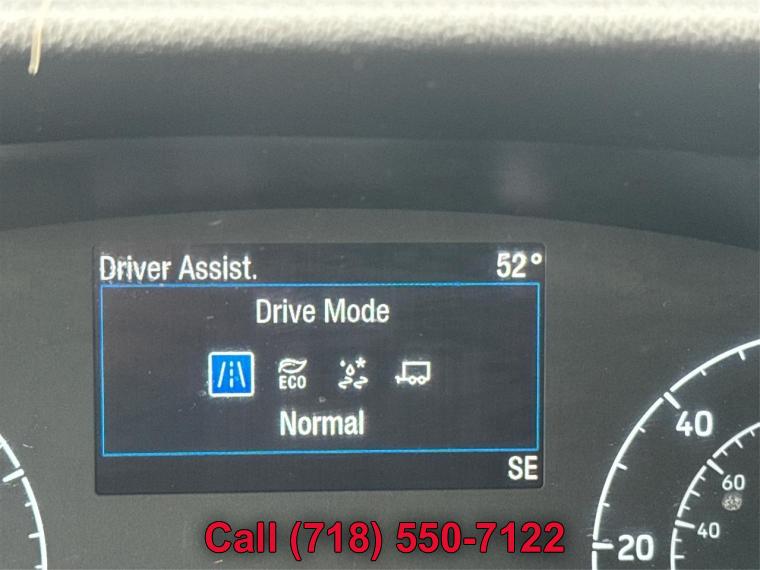 Driver Assist. 52°
Drive Mode
ECO
Normal
SE
40
60
40
20
Call (718) 550-7122